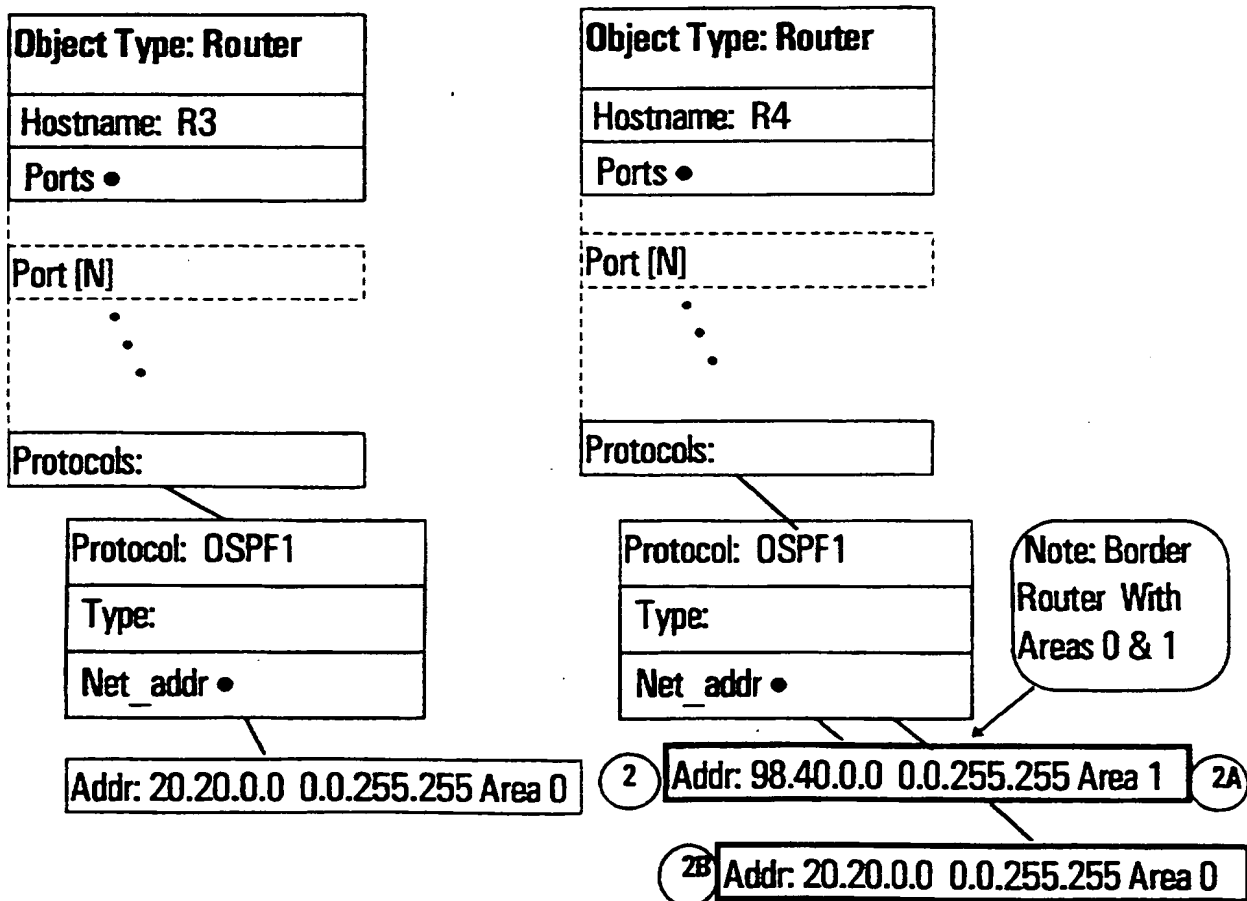 Object Type: Router
Hostname: R3
Ports •
Port [N]
Protocols:
Protocol: OSPF1
Type:
Net_addr •
Addr: 20.20.0.0 0.0.255.255 Area 0
Object Type: Router
Hostname: R4
Ports •
Port [N]
Protocols:
Protocol: OSPF1
Type:
Net_addr •
Note: Border
Router With
Areas 0 & 1
2
Addr: 98.40.0.0 0.0.255.255 Area 1
2A
2B
Addr: 20.20.0.0 0.0.255.255 Area 0